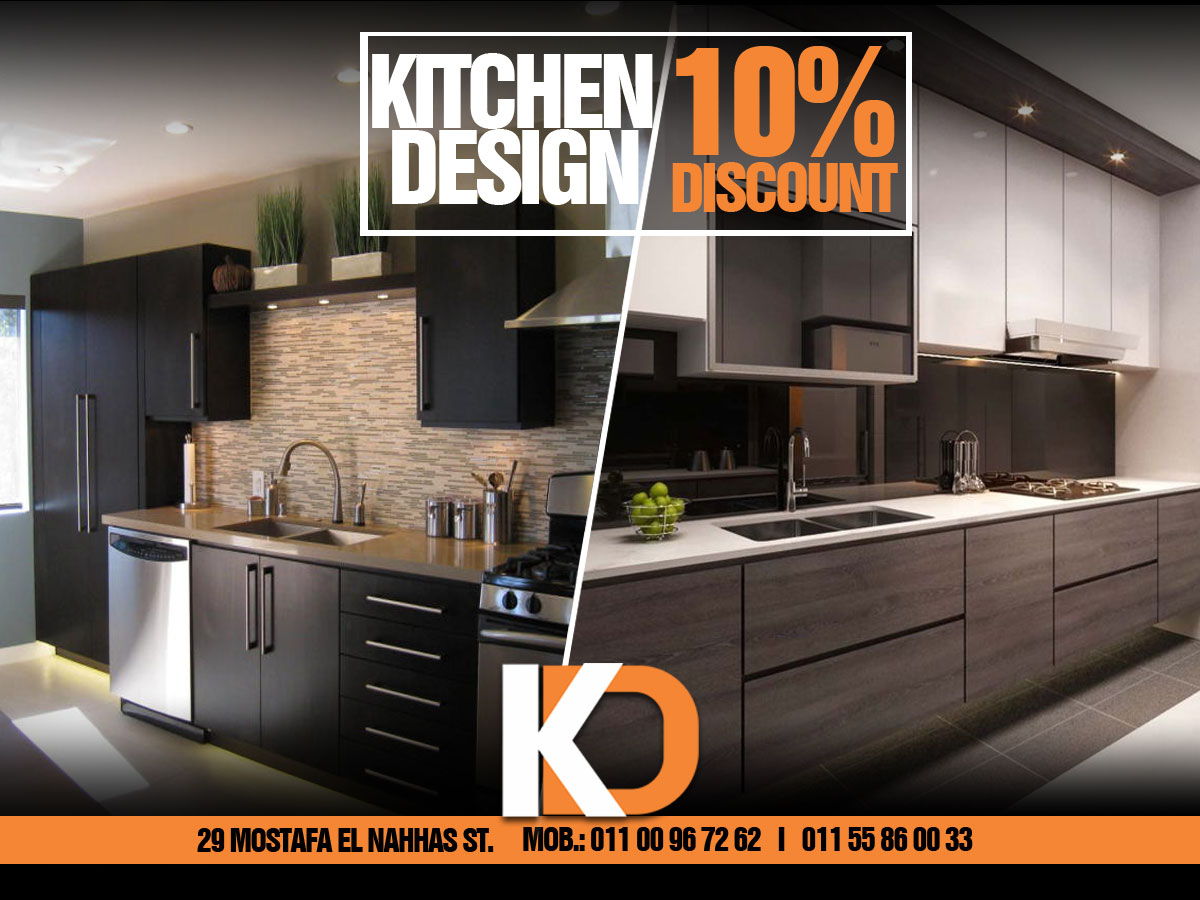 KITCHEN
DESIGN
10%
DISCOUNT
KD
29 MOSTAFA EL NAHHAS ST. MOB.: 011 00 96 72 62 I 011 55 86 00 33